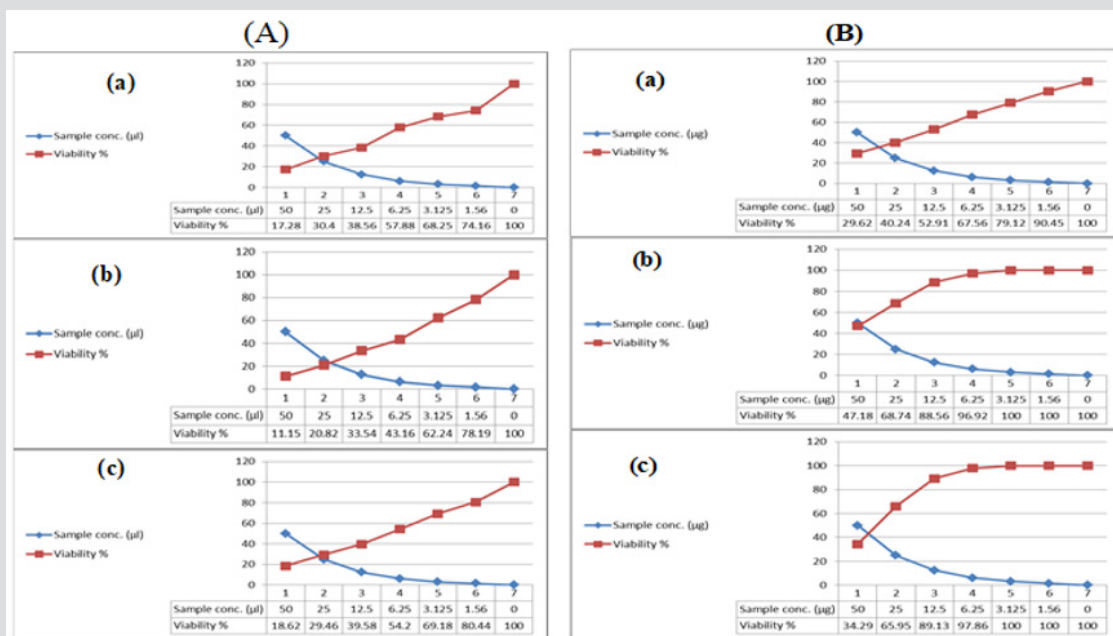 (A)
(a)
120
100
80
60
40
20
0
Sample conc. (µl)
Viability %
1 2 3 4 5 6 7
Sample conc. (µl) 50 25 12.5 6.25 3.125 1.56 0
Viability % 17.28 30.4 38.56 57.88 68.25 74.16 100
(b)
120
100
80
60
40
20
0
Sample conc. (µl)
Viability %
1 2 3 4 5 6 7
Sample conc. (µl) 50 25 12.5 6.25 3.125 1.56 0
Viability % 11.15 20.82 33.54 43.16 62.24 78.19 100
(c)
120
100
80
60
40
20
0
Sample conc. (µl)
Viability %
1 2 3 4 5 6 7
Sample conc. (µl) 50 25 12.5 6.25 3.125 1.56 0
Viability % 18.62 29.46 39.58 54.2 69.18 80.44 100
(B)
(a)
120
100
80
60
40
20
0
Sample conc. (µg)
Viability %
1 2 3 4 5 6 7
Sample conc. (µg) 50 25 12.5 6.25 3.125 1.56 0
Viability % 29.62 40.24 52.91 67.56 79.12 90.45 100
(b)
120
100
80
60
40
20
0
Sample conc. (µg)
Viability %
1 2 3 4 5 6 7
Sample conc. (µg) 50 25 12.5 6.25 3.125 1.56 0
Viability % 47.18 68.74 88.56 96.92 100 100 100
(c)
120
100
80
60
40
20
0
Sample conc. (µg)
Viability %
1 2 3 4 5 6 7
Sample conc. (µg) 50 25 12.5 6.25 3.125 1.56 0
Viability % 34.29 65.95 89.13 97.86 100 100 100